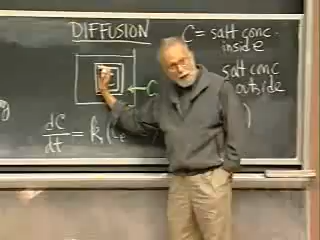 DIFFUSION
C = salt conc.
inside
salt conc
outside
C
dC
dt
= k (
)